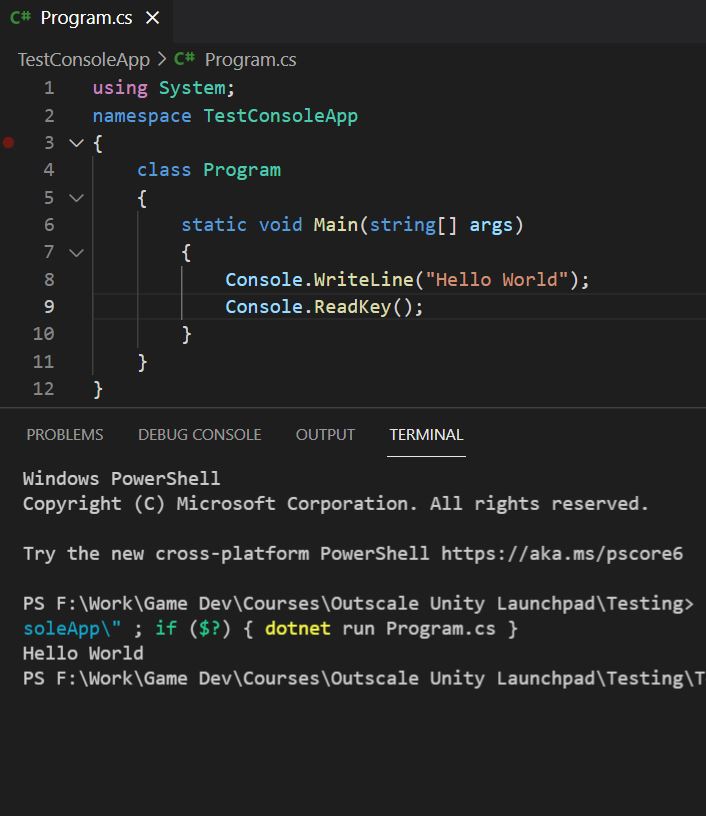 C# Program.cs ×
TestConsoleApp > C# Program.cs
1 using System;
2 namespace TestConsoleApp
3 {
4     class Program
5     {
6         static void Main(string[] args)
7         {
8             Console.WriteLine("Hello World");
9             Console.ReadKey();
10         }
11     }
12 }
PROBLEMS DEBUG CONSOLE OUTPUT TERMINAL
Windows PowerShell
Copyright (C) Microsoft Corporation. All rights reserved.
Try the new cross-platform PowerShell https://aka.ms/pscore6
PS F:\Work\Game Dev\Courses\Outscale Unity Launchpad\Testing>
soleApp\" ; if ($?) { dotnet run Program.cs }
Hello World
PS F:\Work\Game Dev\Courses\Outscale Unity Launchpad\Testing\T